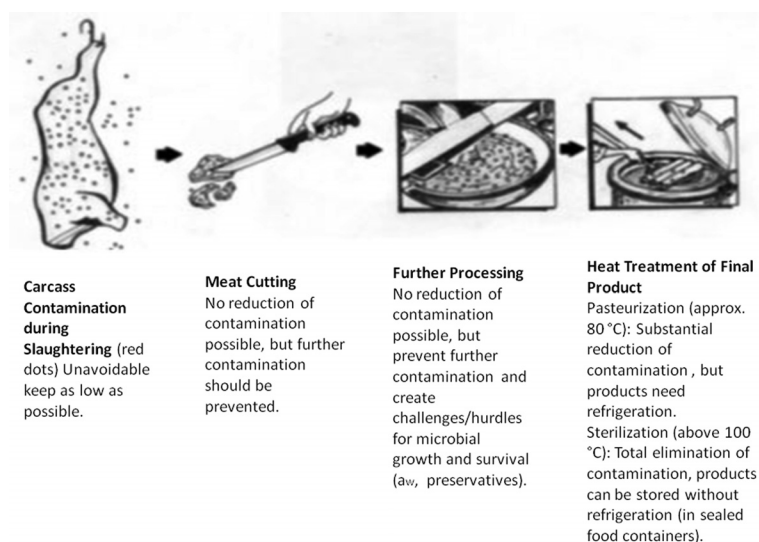 Carcass
Contamination
during
Slaughtering (red
dots) Unavoidable
keep as low as
possible.
Meat Cutting
No reduction of
contamination
possible, but further
contamination
should be
prevented.
Further Processing
No reduction of
contamination
possible, but
prevent further
contamination and
create
challenges/hurdles
for microbial
growth and survival
(aw, preservatives).
Heat Treatment of Final
Product
Pasteurization (approx.
80 °C): Substantial
reduction of
contamination , but
products need
refrigeration.
Sterilization (above 100
°C): Total elimination of
contamination, products
can be stored without
refrigeration (in sealed
food containers).